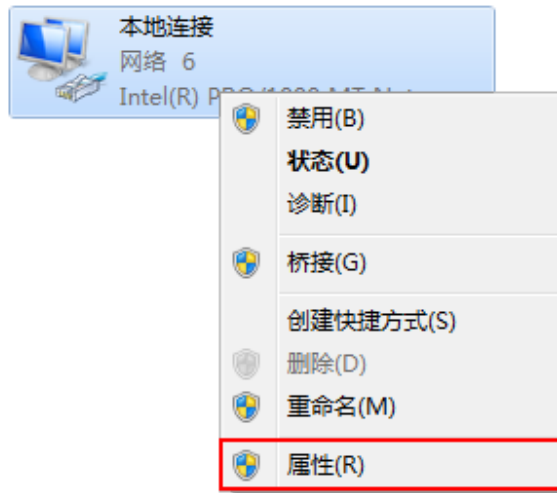 本地连接
网络 6
Intel(R)
禁用(B)
状态(U)
诊断(I)
桥接(G)
创建快捷方式(S)
删除(D)
重命名(M)
属性(R)